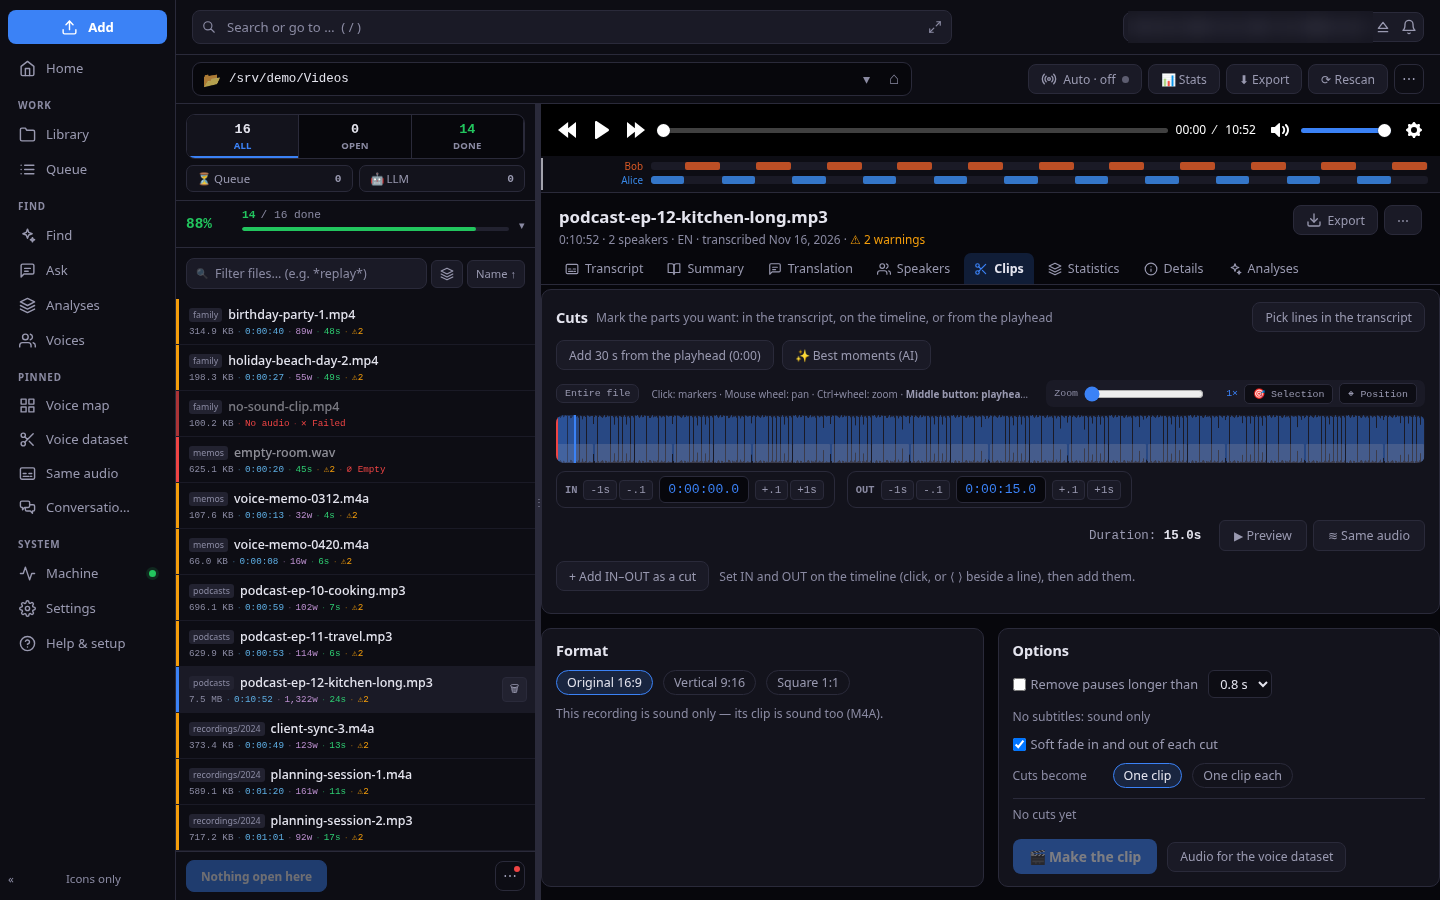 Add
Search or go to … ( / )
Home
WORK
Library
Queue
FIND
Find
Ask
Analyses
Voices
PINNED
Voice map
Voice dataset
Same audio
Conversatio…
SYSTEM
Machine
Settings
Help & setup
« Icons only
/srv/demo/Videos
Auto · off
Stats
Export
Rescan
16 ALL
0 OPEN
14 DONE
Queue 0
LLM 0
88% 14 / 16 done
Filter files… (e.g. *replay*)
Name ↑
family birthday-party-1.mp4
314.9 KB · 0:00:40 · 89w · 48s · ⚠2
family holiday-beach-day-2.mp4
198.3 KB · 0:00:27 · 55w · 49s · ⚠2
family no-sound-clip.mp4
100.2 KB · No audio · ✕ Failed
memos empty-room.wav
625.1 KB · 0:00:20 · 45s · ⚠2 · ∅ Empty
memos voice-memo-0312.m4a
107.6 KB · 0:00:13 · 32w · 4s · ⚠2
memos voice-memo-0420.m4a
66.0 KB · 0:00:08 · 16w · 6s · ⚠2
podcasts podcast-ep-10-cooking.mp3
696.1 KB · 0:00:59 · 102w · 7s · ⚠2
podcasts podcast-ep-11-travel.mp3
629.9 KB · 0:00:53 · 114w · 6s · ⚠2
podcasts podcast-ep-12-kitchen-long.mp3
7.5 MB · 0:10:52 · 1,322w · 24s · ⚠2
recordings/2024 client-sync-3.m4a
373.4 KB · 0:00:49 · 123w · 13s · ⚠2
recordings/2024 planning-session-1.m4a
589.1 KB · 0:01:20 · 161w · 11s · ⚠2
recordings/2024 planning-session-2.mp3
717.2 KB · 0:01:01 · 92w · 17s · ⚠2
Nothing open here
00:00 / 10:52
Bob
Alice
podcast-ep-12-kitchen-long.mp3
0:10:52 · 2 speakers · EN · transcribed Nov 16, 2026 · ⚠ 2 warnings
Export
Transcript Summary Translation Speakers Clips Statistics Details Analyses
Cuts Mark the parts you want: in the transcript, on the timeline, or from the playhead
Pick lines in the transcript
Add 30 s from the playhead (0:00)
✨ Best moments (AI)
Entire file Click: markers · Mouse wheel: pan · Ctrl+wheel: zoom · Middle button: playhea…
Zoom 1× Selection Position
IN -1s -.1 0:00:00.0 +.1 +1s
OUT -1s -.1 0:00:15.0 +.1 +1s
Duration: 15.0s
▶ Preview
≋ Same audio
+ Add IN–OUT as a cut Set IN and OUT on the timeline (click, or ⟨ ⟩ beside a line), then add them.
Format
Original 16:9 Vertical 9:16 Square 1:1
This recording is sound only — its clip is sound too (M4A).
Options
Remove pauses longer than 0.8 s
No subtitles: sound only
Soft fade in and out of each cut
Cuts become One clip One clip each
No cuts yet
Make the clip
Audio for the voice dataset